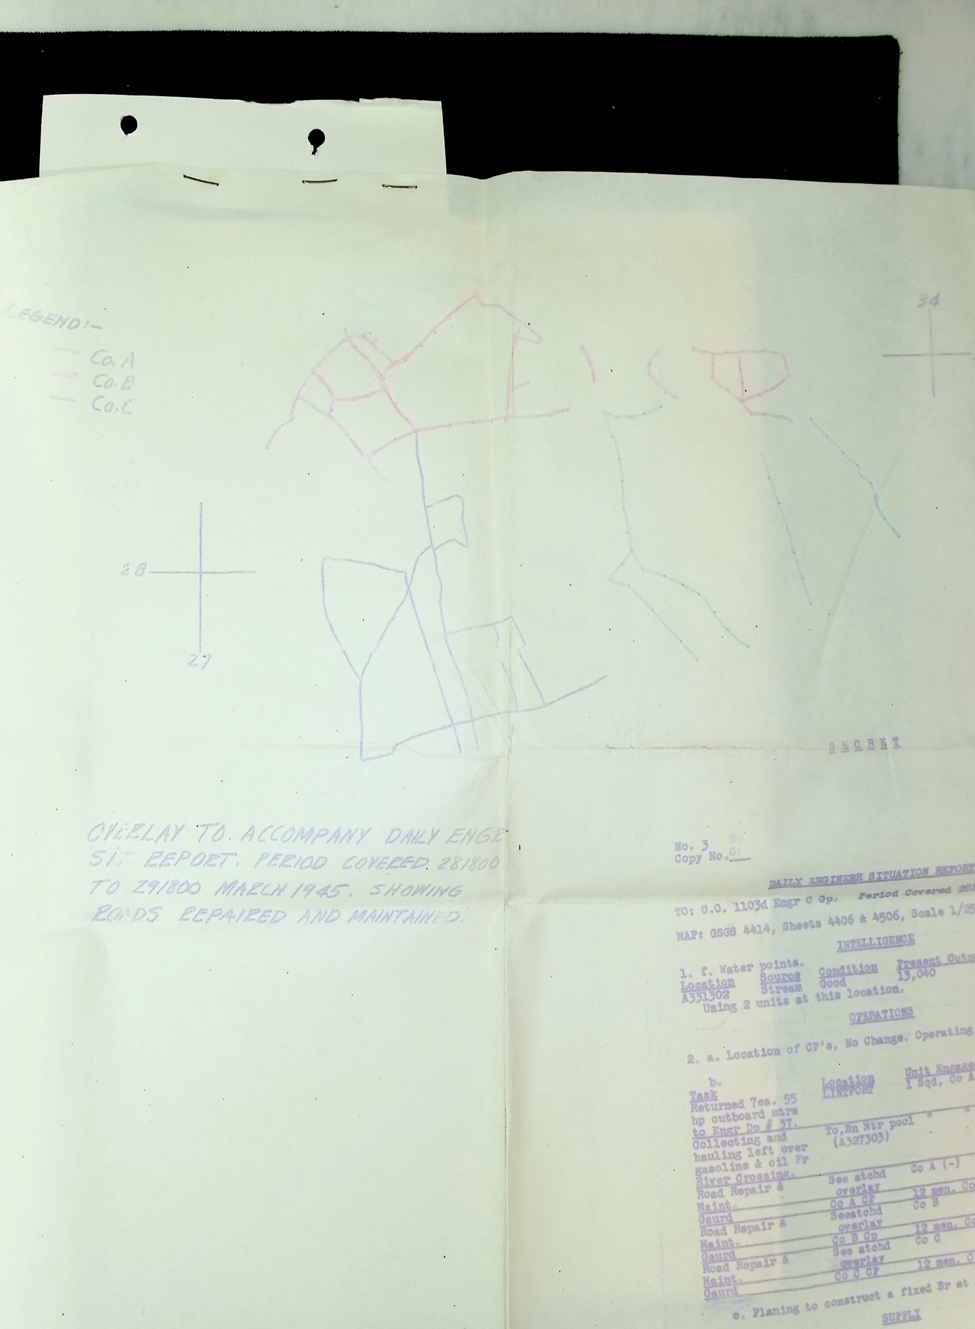 LEGEND:-
Co. A
Co. B
Co. C
34
28
27
SECRET
OVERLAY TO ACCOMPANY DAILY ENGR
SIT REPORT. PERIOD COVERED 281800
TO 291800 MARCH 1945. SHOWING
ROADS REPAIRED AND MAINTAINED.
No. 3
Copy No.
DAILY ENGINEER SITUATION REPORT
TO: C.O. 1103d Engr C Gp. Period Covered
MAP: GSGS 4414, Sheets 4406 & 4506, Scale
INTELLIGENCE
1. f. Water points.
Location Source Condition Present
A331302 Stream Good 13,040
Using 2 units at this location.
OPERATIONS
2. a. Location of CP's, No Change. Operating
b.
Task Location Unit
Returned 7ea. 55 LINTFORT 1 Sqd, Co A
hp outboard mtrs
to Engr Dp # 37.
Collecting and To, Bn Mtr pool " "
hauling left over (A327303)
gasoline & oil Fr
River Crossing.
Road Repair & See atchd Co A (-)
Maint. overlay
Gaurd Co A CP 12 men.
Road Repair & Seeatchd Co B
Maint. overlay
Gaurd Co B Cp 12 men. Co
Road Repair & See atchd Co C
Maint. overlay
Gaurd Co C CP 12 men.
c. Planing to construct a fixed Br at
SUPPLY